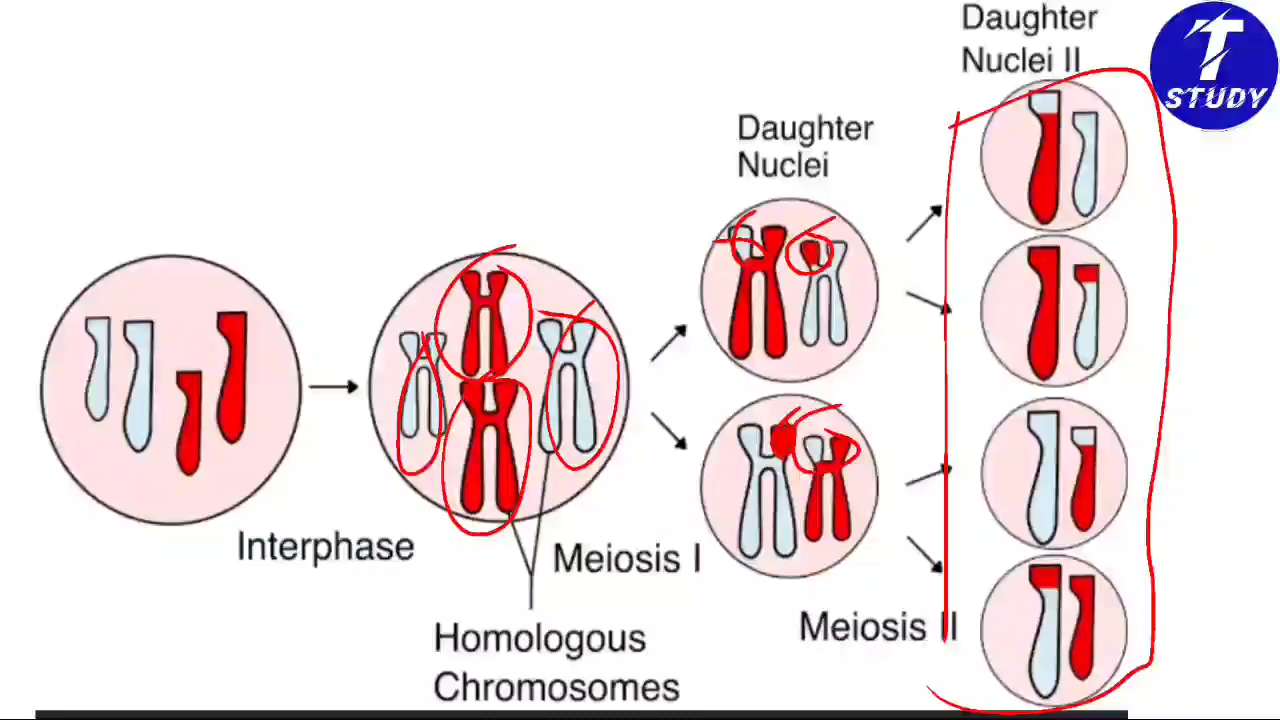 Daughter
Nuclei II
T
STUDY
Daughter
Nuclei
Interphase
Meiosis I
Homologous
Chromosomes
Meiosis II